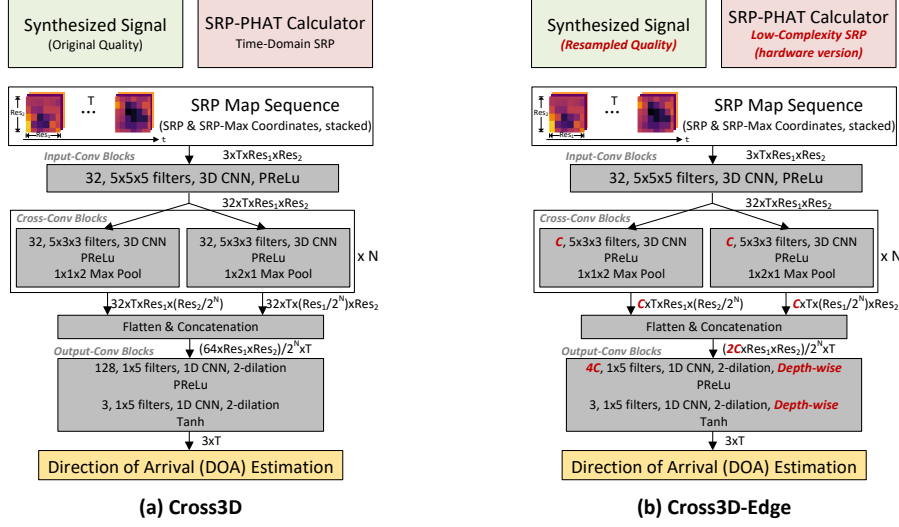 Synthesized Signal
(Original Quality)
SRP-PHAT Calculator
Time-Domain SRP
Res₂
Res₁
...
T
t
SRP Map Sequence
(SRP & SRP-Max Coordinates, stacked)
Input-Conv Blocks
3xTxRes₁xRes₂
32, 5x5x5 filters, 3D CNN, PReLu
32xTxRes₁xRes₂
Cross-Conv Blocks
32, 5x3x3 filters, 3D CNN
PReLu
1x1x2 Max Pool
32, 5x3x3 filters, 3D CNN
PReLu
1x2x1 Max Pool
x N
32xTxRes₁x(Res₂/2ᴺ)
32xTx(Res₁/2ᴺ)xRes₂
Flatten & Concatenation
Output-Conv Blocks
(64xRes₁xRes₂)/2ᴺxT
128, 1x5 filters, 1D CNN, 2-dilation
PReLu
3, 1x5 filters, 1D CNN, 2-dilation
Tanh
3xT
Direction of Arrival (DOA) Estimation
(a) Cross3D
Synthesized Signal
(Resampled Quality)
SRP-PHAT Calculator
Low-Complexity SRP
(hardware version)
Res₂
Res₁
...
T
t
SRP Map Sequence
(SRP & SRP-Max Coordinates, stacked)
Input-Conv Blocks
3xTxRes₁xRes₂
32, 5x5x5 filters, 3D CNN, PReLu
32xTxRes₁xRes₂
Cross-Conv Blocks
C, 5x3x3 filters, 3D CNN
PReLu
1x1x2 Max Pool
C, 5x3x3 filters, 3D CNN
PReLu
1x2x1 Max Pool
x N
CxTxRes₁x(Res₂/2ᴺ)
CxTx(Res₁/2ᴺ)xRes₂
Flatten & Concatenation
Output-Conv Blocks
(2CxRes₁xRes₂)/2ᴺxT
4C, 1x5 filters, 1D CNN, 2-dilation, Depth-wise
PReLu
3, 1x5 filters, 1D CNN, 2-dilation, Depth-wise
Tanh
3xT
Direction of Arrival (DOA) Estimation
(b) Cross3D-Edge